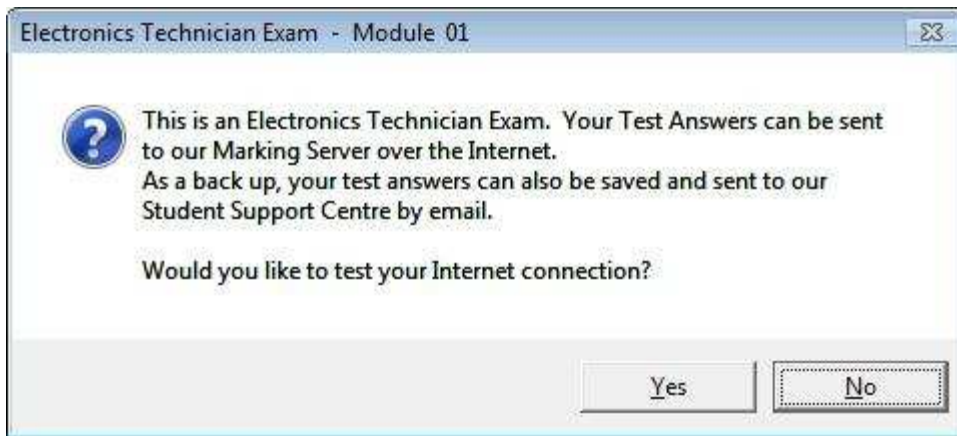 Electronics Technician Exam - Module 01
This is an Electronics Technician Exam. Your Test Answers can be sent
to our Marking Server over the Internet.
As a back up, your test answers can also be saved and sent to our
Student Support Centre by email.
Would you like to test your Internet connection?
Yes No